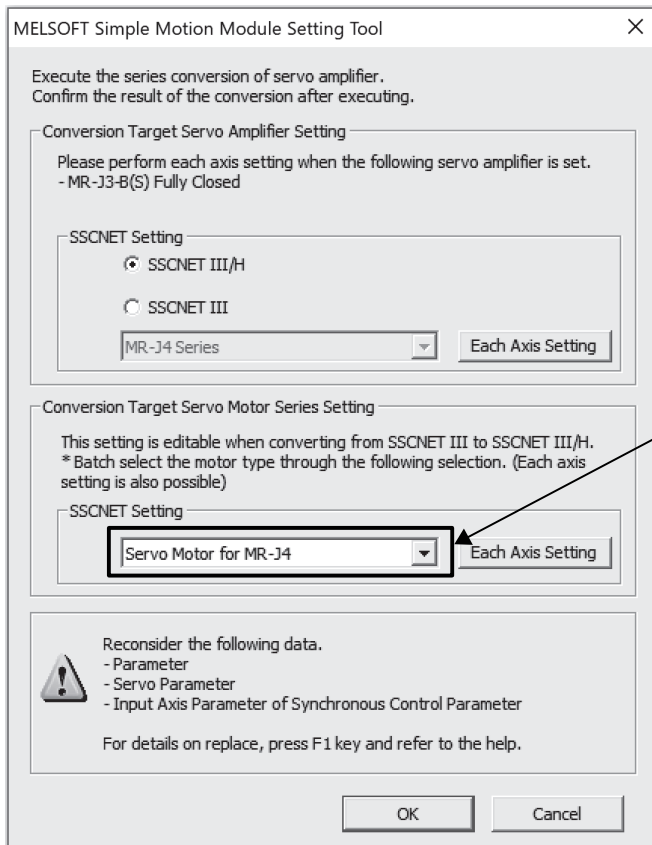 MELSOFT Simple Motion Module Setting Tool
Execute the series conversion of servo amplifier.
Confirm the result of the conversion after executing.
Conversion Target Servo Amplifier Setting
Please perform each axis setting when the following servo amplifier is set.
- MR-J3-B(S) Fully Closed
SSCNET Setting
SSCNET III/H
SSCNET III
MR-J4 Series
Each Axis Setting
Conversion Target Servo Motor Series Setting
This setting is editable when converting from SSCNET III to SSCNET III/H.
* Batch select the motor type through the following selection. (Each axis
setting is also possible)
SSCNET Setting
Servo Motor for MR-J4
Each Axis Setting
Reconsider the following data.
- Parameter
- Servo Parameter
- Input Axis Parameter of Synchronous Control Parameter
For details on replace, press F1 key and refer to the help.
OK
Cancel